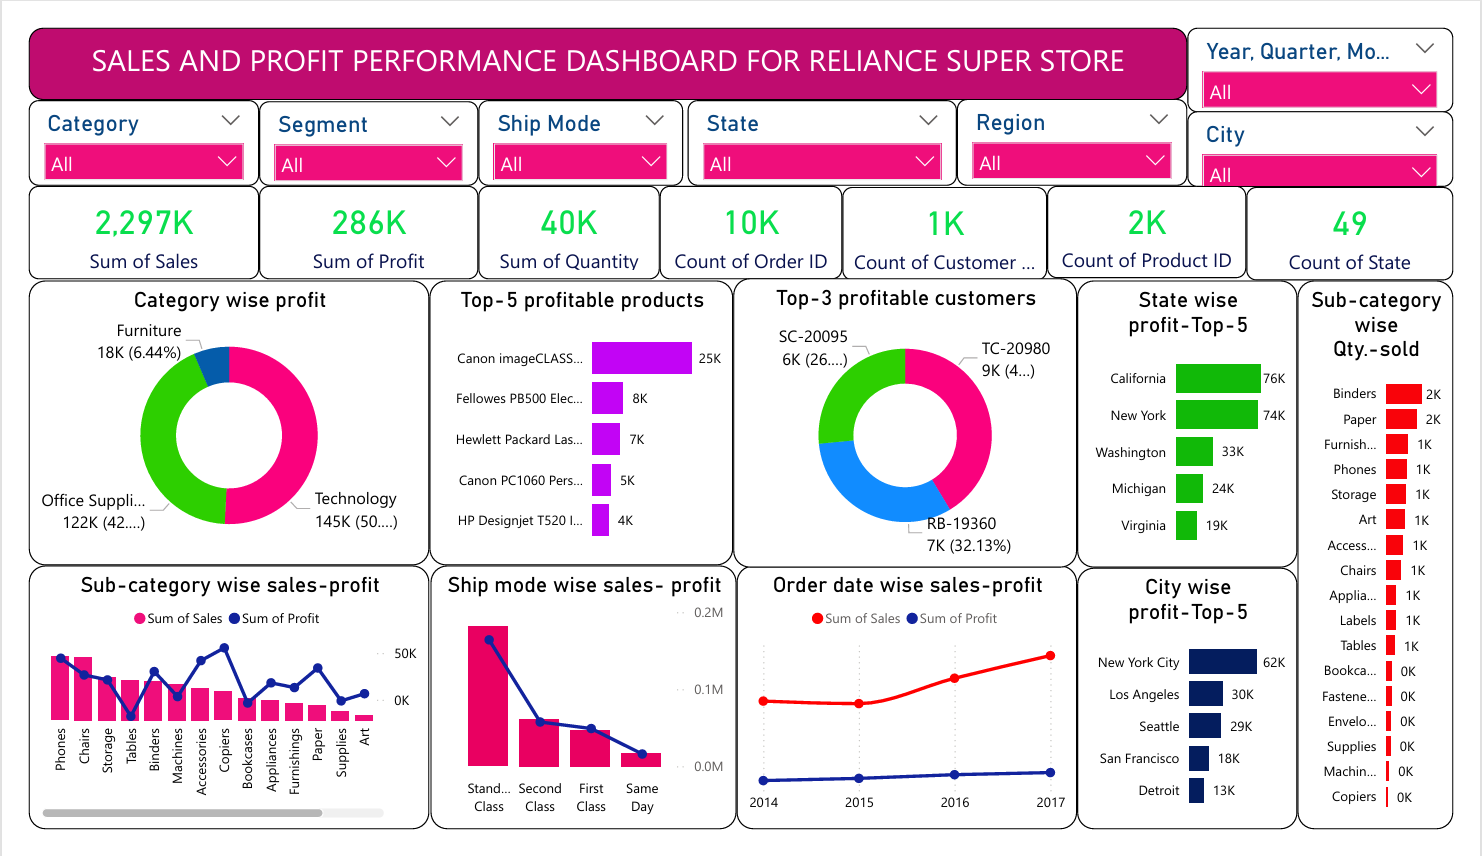 SALES AND PROFIT PERFORMANCE DASHBOARD FOR RELIANCE SUPER STORE
Year, Quarter, Mo...
All
Category
All
Segment
All
Ship Mode
All
State
All
Region
All
City
All
2,297K
Sum of Sales
286K
Sum of Profit
40K
Sum of Quantity
10K
Count of Order ID
1K
Count of Customer ...
2K
Count of Product ID
49
Count of State
Category wise profit
Furniture
18K (6.44%)
Office Suppli...
122K (42....)
Technology
145K (50....)
Top-5 profitable products
Canon imageCLASS... 25K
Fellowes PB500 Elec... 8K
Hewlett Packard Las... 7K
Canon PC1060 Pers... 5K
HP Designjet T520 I... 4K
Top-3 profitable customers
SC-20095
6K (26....)
TC-20980
9K (4...)
RB-19360
7K (32.13%)
State wise
profit-Top-5
California 76K
New York 74K
Washington 33K
Michigan 24K
Virginia 19K
Sub-category
wise
Qty.-sold
Binders 2K
Paper 2K
Furnish... 1K
Phones 1K
Storage 1K
Art 1K
Access... 1K
Chairs 1K
Applia... 1K
Labels 1K
Tables 1K
Bookca... 0K
Fastene... 0K
Envelo... 0K
Supplies 0K
Machin... 0K
Copiers 0K
Sub-category wise sales-profit
Sum of Sales Sum of Profit
50K
0K
Phones
Chairs
Storage
Tables
Binders
Machines
Accessories
Copiers
Bookcases
Appliances
Furnishings
Paper
Supplies
Art
Ship mode wise sales- profit
0.2M
0.1M
0.0M
Stand...
Class
Second
Class
First
Class
Same
Day
Order date wise sales-profit
Sum of Sales Sum of Profit
2014 2015 2016 2017
City wise
profit-Top-5
New York City 62K
Los Angeles 30K
Seattle 29K
San Francisco 18K
Detroit 13K